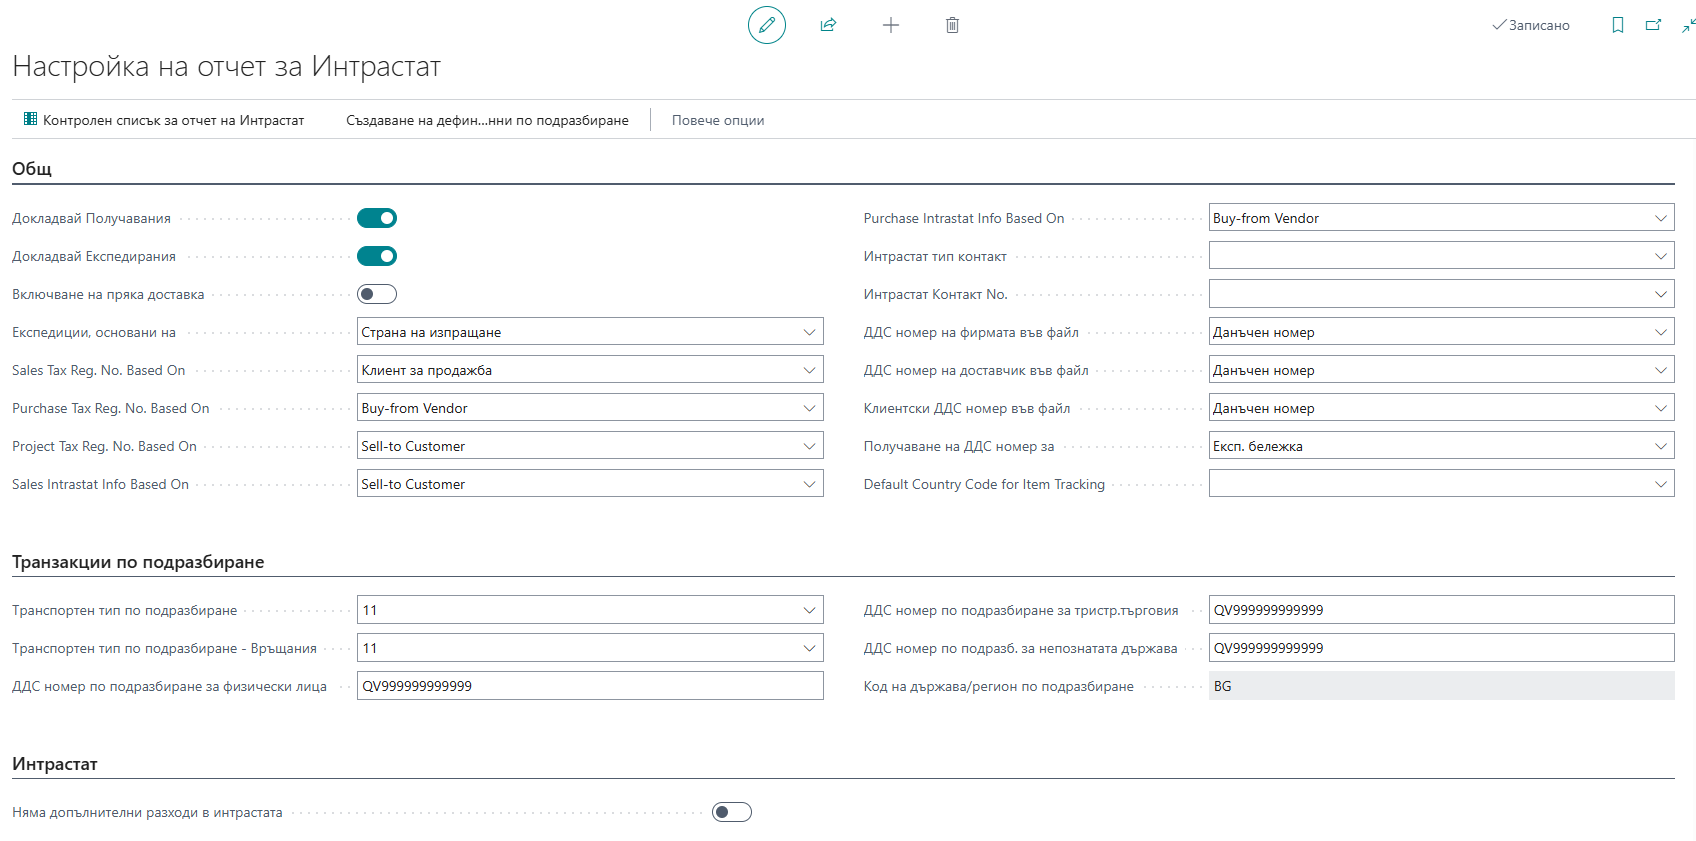 Записано
Настройка на отчет за Интрастат
Контролен списък за отчет на Интрастат
Създаване на дефин...нни по подразбиране
Повече опции
Общ
Докладвай Получавания
Докладвай Експедирания
Включване на пряка доставка
Експедиции, основани на
Страна на изпращане
Sales Tax Reg. No. Based On
Клиент за продажба
Purchase Tax Reg. No. Based On
Buy-from Vendor
Project Tax Reg. No. Based On
Sell-to Customer
Sales Intrastat Info Based On
Sell-to Customer
Purchase Intrastat Info Based On
Buy-from Vendor
Интрастат тип контакт
Интрастат Контакт No.
ДДС номер на фирмата във файл
Данъчен номер
ДДС номер на доставчик във файл
Данъчен номер
Клиентски ДДС номер във файл
Данъчен номер
Получаване на ДДС номер за
Експ. бележка
Default Country Code for Item Tracking
Транзакции по подразбиране
Транспортен тип по подразбиране
11
Транспортен тип по подразбиране - Връщания
11
ДДС номер по подразбиране за физически лица
QV999999999999
ДДС номер по подразбиране за тристр.търговия
QV999999999999
ДДС номер по подразб. за непознатата държава
QV999999999999
Код на държава/регион по подразбиране
BG
Интрастат
Няма допълнителни разходи в интрастата